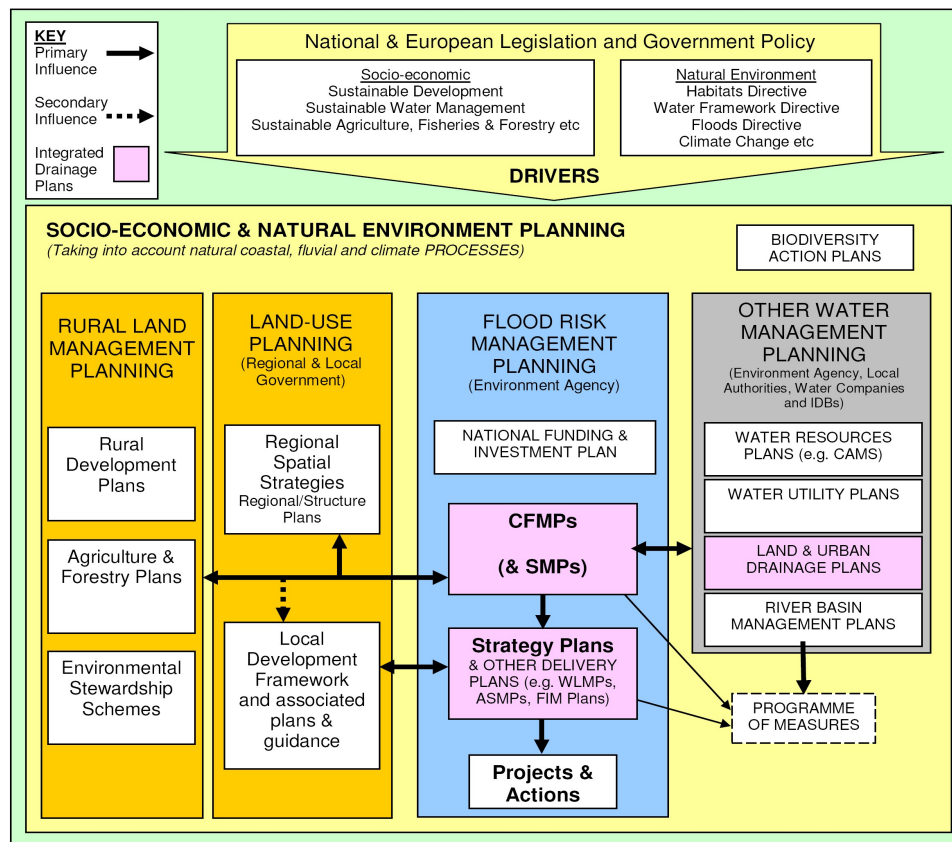 KEY
Primary
Influence
Secondary
Influence
Integrated
Drainage
Plans
National & European Legislation and Government Policy
Socio-economic
Sustainable Development
Sustainable Water Management
Sustainable Agriculture, Fisheries & Forestry etc
Natural Environment
Habitats Directive
Water Framework Directive
Floods Directive
Climate Change etc
DRIVERS
SOCIO-ECONOMIC & NATURAL ENVIRONMENT PLANNING
(Taking into account natural coastal, fluvial and climate PROCESSES)
BIODIVERSITY
ACTION PLANS
RURAL LAND
MANAGEMENT
PLANNING
Rural
Development
Plans
Agriculture &
Forestry Plans
Environmental
Stewardship
Schemes
LAND-USE
PLANNING
(Regional & Local
Government)
Regional
Spatial
Strategies
Regional/Structure
Plans
Local
Development
Framework
and associated
plans &
guidance
FLOOD RISK
MANAGEMENT
PLANNING
(Environment Agency)
NATIONAL FUNDING &
INVESTMENT PLAN
CFMPs
(& SMPs)
Strategy Plans
& OTHER DELIVERY
PLANS (e.g. WLMPs,
ASMPs, FIM Plans)
Projects &
Actions
OTHER WATER
MANAGEMENT
PLANNING
(Environment Agency, Local
Authorities, Water Companies
and IDBs)
WATER RESOURCES
PLANS (e.g. CAMS)
WATER UTILITY PLANS
LAND & URBAN
DRAINAGE PLANS
RIVER BASIN
MANAGEMENT PLANS
PROGRAMME
OF MEASURES